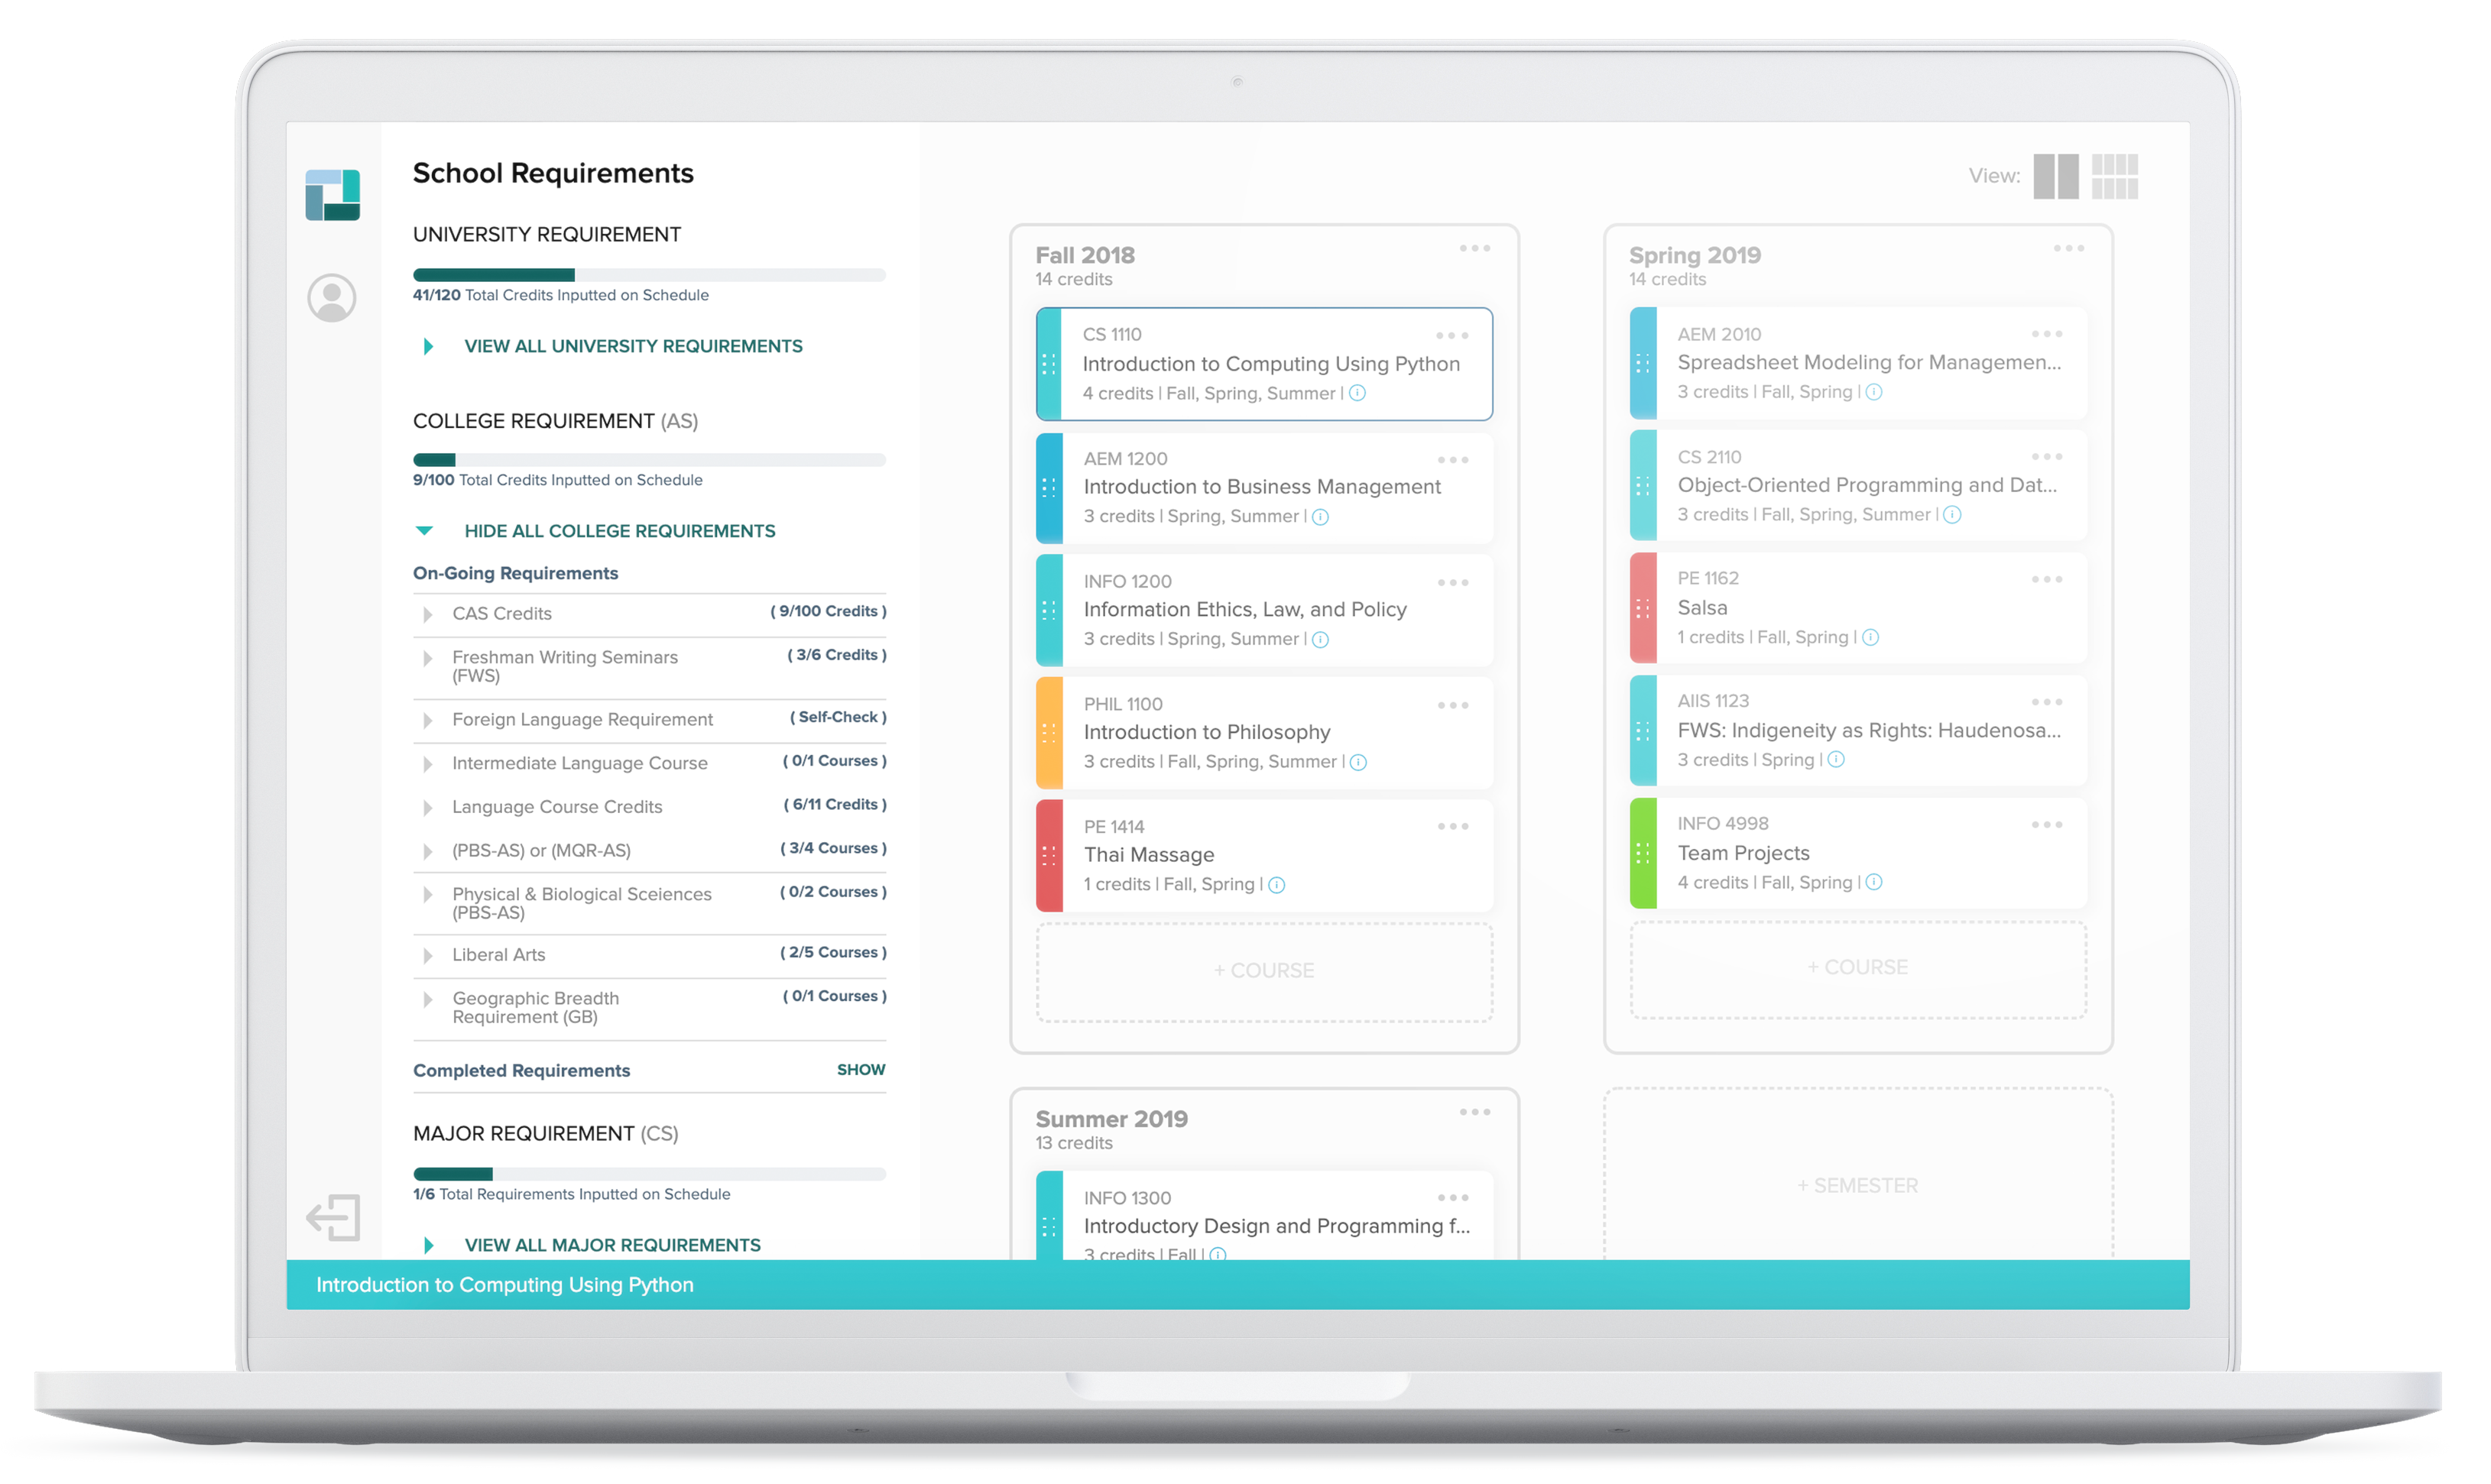 School Requirements
UNIVERSITY REQUIREMENT
41/120 Total Credits Inputted on Schedule
VIEW ALL UNIVERSITY REQUIREMENTS
COLLEGE REQUIREMENT (AS)
9/100 Total Credits Inputted on Schedule
HIDE ALL COLLEGE REQUIREMENTS
On-Going Requirements
CAS Credits ( 9/100 Credits )
Freshman Writing Seminars ( 3/6 Credits )
(FWS)
Foreign Language Requirement ( Self-Check )
Intermediate Language Course ( 0/1 Courses )
Language Course Credits ( 6/11 Credits )
(PBS-AS) or (MQR-AS) ( 3/4 Courses )
Physical & Biological Sceiences ( 0/2 Courses )
(PBS-AS)
Liberal Arts ( 2/5 Courses )
Geographic Breadth ( 0/1 Courses )
Requirement (GB)
Completed Requirements SHOW
MAJOR REQUIREMENT (CS)
1/6 Total Requirements Inputted on Schedule
VIEW ALL MAJOR REQUIREMENTS
View:
Fall 2018
14 credits
CS 1110
Introduction to Computing Using Python
4 credits | Fall, Spring, Summer |
AEM 1200
Introduction to Business Management
3 credits | Spring, Summer |
INFO 1200
Information Ethics, Law, and Policy
3 credits | Spring, Summer |
PHIL 1100
Introduction to Philosophy
3 credits | Fall, Spring, Summer |
PE 1414
Thai Massage
1 credits | Fall, Spring |
+ COURSE
Spring 2019
14 credits
AEM 2010
Spreadsheet Modeling for Managemen...
3 credits | Fall, Spring |
CS 2110
Object-Oriented Programming and Dat...
3 credits | Fall, Spring, Summer |
PE 1162
Salsa
1 credits | Fall, Spring |
AIIS 1123
FWS: Indigeneity as Rights: Haudenosa...
3 credits | Spring |
INFO 4998
Team Projects
4 credits | Fall, Spring |
+ COURSE
Summer 2019
13 credits
INFO 1300
Introductory Design and Programming f...
3 credits | Fall |
+ SEMESTER
Introduction to Computing Using Python